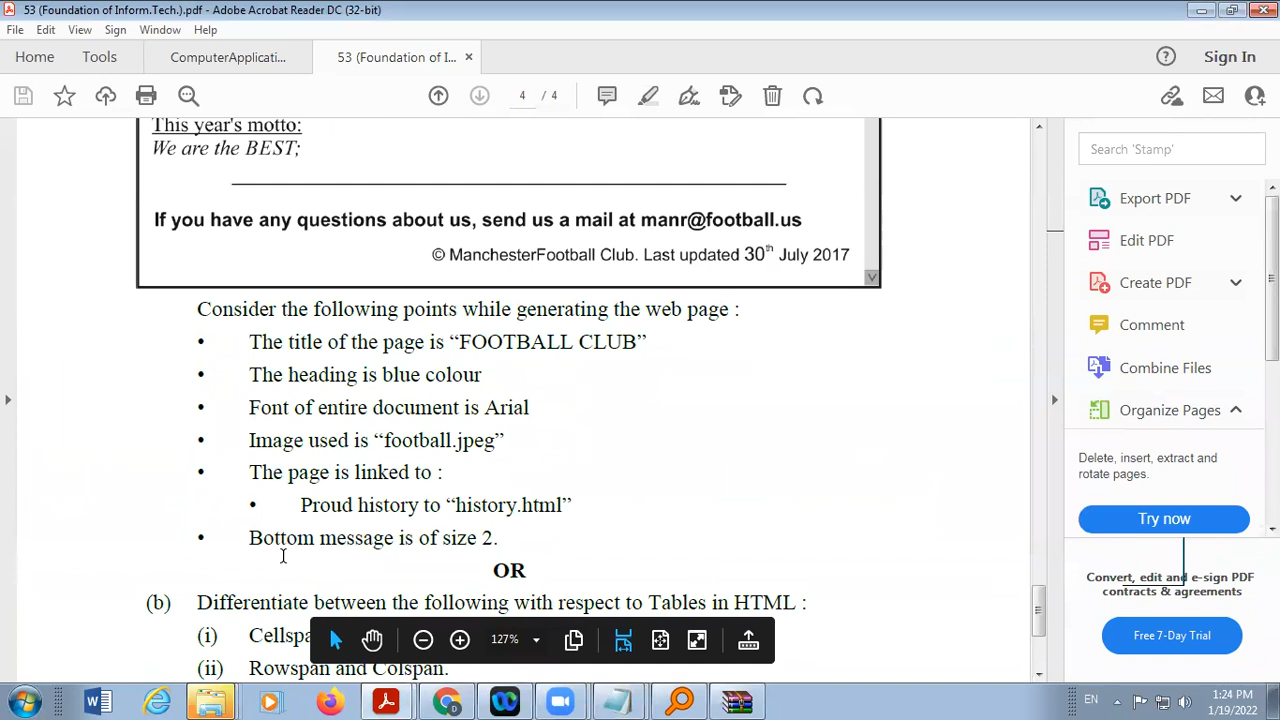 53 (Foundation of Inform.Tech.).pdf - Adobe Acrobat Reader DC (32-bit)
File Edit View Sign Window Help
Home Tools ComputerApplicati... 53 (Foundation of I... × Sign In
4 / 4
This year's motto:
We are the BEST;
If you have any questions about us, send us a mail at manr@football.us
© ManchesterFootball Club. Last updated 30th July 2017
Consider the following points while generating the web page :
• The title of the page is “FOOTBALL CLUB”
• The heading is blue colour
• Font of entire document is Arial
• Image used is “football.jpeg”
• The page is linked to :
• Proud history to “history.html”
• Bottom message is of size 2.
OR
(b) Differentiate between the following with respect to Tables in HTML :
(i) Cellsp
(ii) Rowspan and Colspan.
127%
Search 'Stamp'
Export PDF
Edit PDF
Create PDF
Comment
Combine Files
Organize Pages
Delete, insert, extract and
rotate pages.
Try now
Convert, edit and e-sign PDF
contracts & agreements
Free 7-Day Trial
EN
1:24 PM
1/19/2022